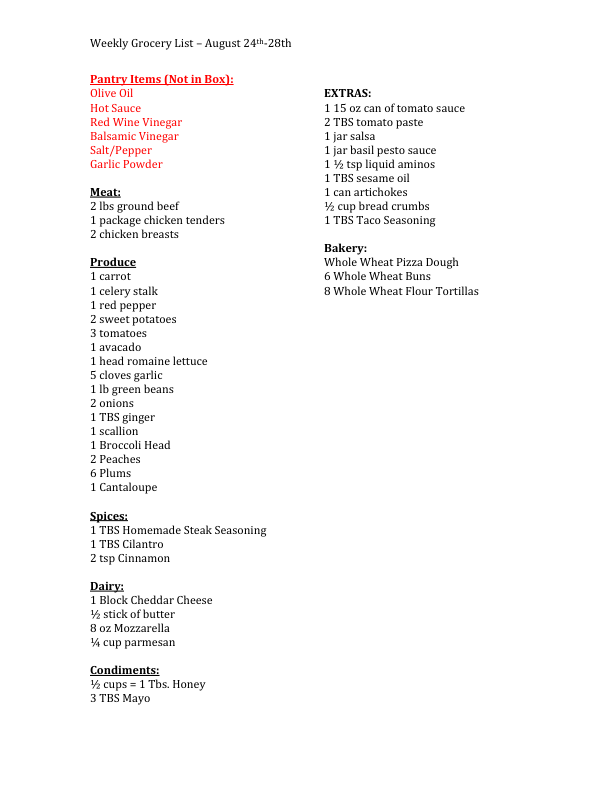 Weekly Grocery List – August 24th-28th
Pantry Items (Not in Box):
Olive Oil
Hot Sauce
Red Wine Vinegar
Balsamic Vinegar
Salt/Pepper
Garlic Powder
Meat:
2 lbs ground beef
1 package chicken tenders
2 chicken breasts
Produce
1 carrot
1 celery stalk
1 red pepper
2 sweet potatoes
3 tomatoes
1 avacado
1 head romaine lettuce
5 cloves garlic
1 lb green beans
2 onions
1 TBS ginger
1 scallion
1 Broccoli Head
2 Peaches
6 Plums
1 Cantaloupe
Spices:
1 TBS Homemade Steak Seasoning
1 TBS Cilantro
2 tsp Cinnamon
Dairy:
1 Block Cheddar Cheese
½ stick of butter
8 oz Mozzarella
¼ cup parmesan
Condiments:
½ cups = 1 Tbs. Honey
3 TBS Mayo
EXTRAS:
1 15 oz can of tomato sauce
2 TBS tomato paste
1 jar salsa
1 jar basil pesto sauce
1 ½ tsp liquid aminos
1 TBS sesame oil
1 can artichokes
½ cup bread crumbs
1 TBS Taco Seasoning
Bakery:
Whole Wheat Pizza Dough
6 Whole Wheat Buns
8 Whole Wheat Flour Tortillas